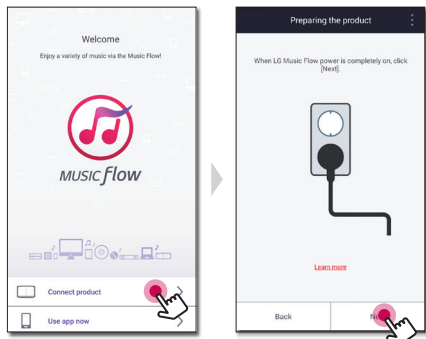 Welcome
Enjoy a variety of music via the Music Flow!
MUSIC flow
Connect product
Use app now
Preparing the product
When LG Music Flow power is completely on, click
[Next].
Learn more
Back